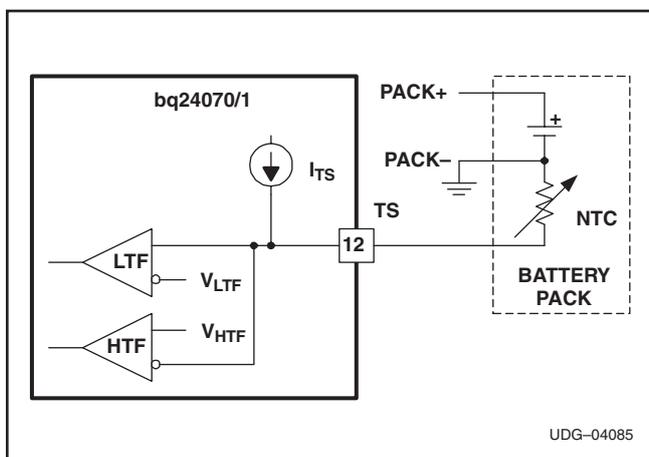 bq24070/1
PACK+
+
PACK−
I_TS
TS
NTC
12
LTF
V_LTF
BATTERY
PACK
V_HTF
HTF
UDG−04085